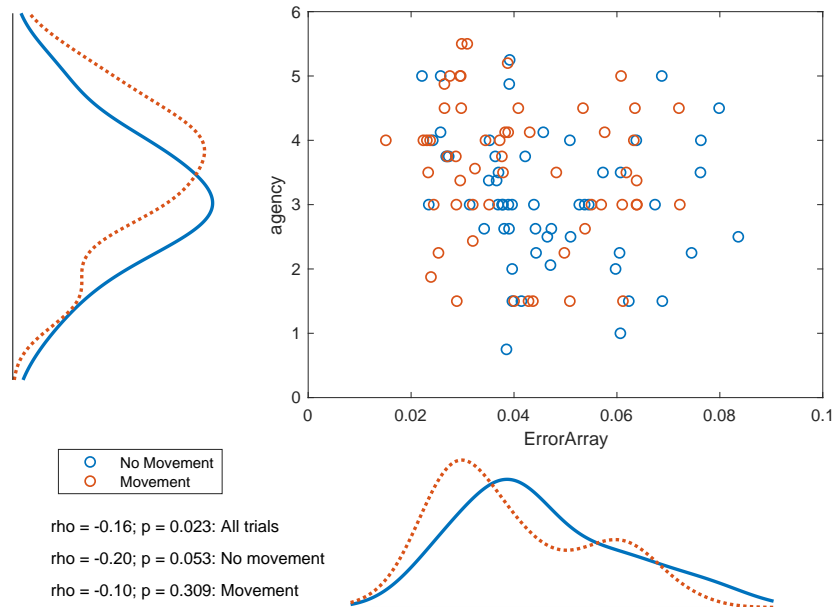 6
5
4
3
2
1
0
agency
0
0.02
0.04
0.06
0.08
0.1
ErrorArray
No Movement
Movement
rho = -0.16; p = 0.023: All trials
rho = -0.20; p = 0.053: No movement
rho = -0.10; p = 0.309: Movement